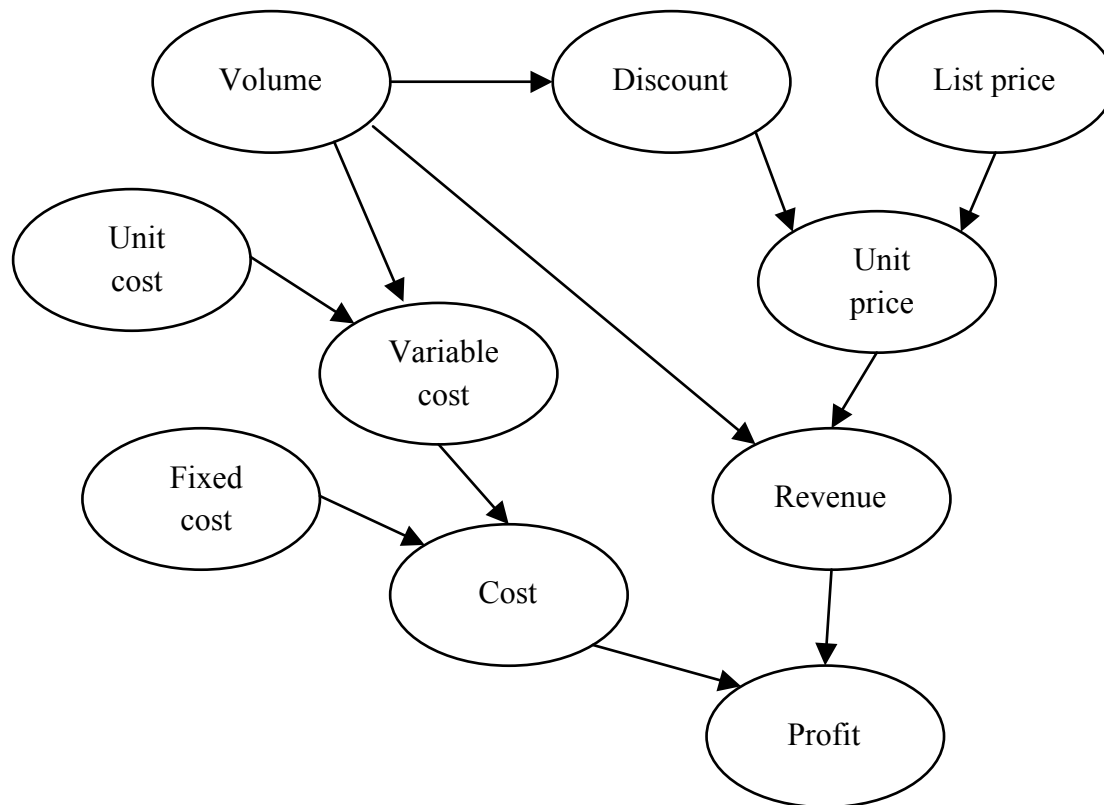 Volume
Discount
List price
Unit
cost
Unit
price
Variable
cost
Fixed
cost
Revenue
Cost
Profit